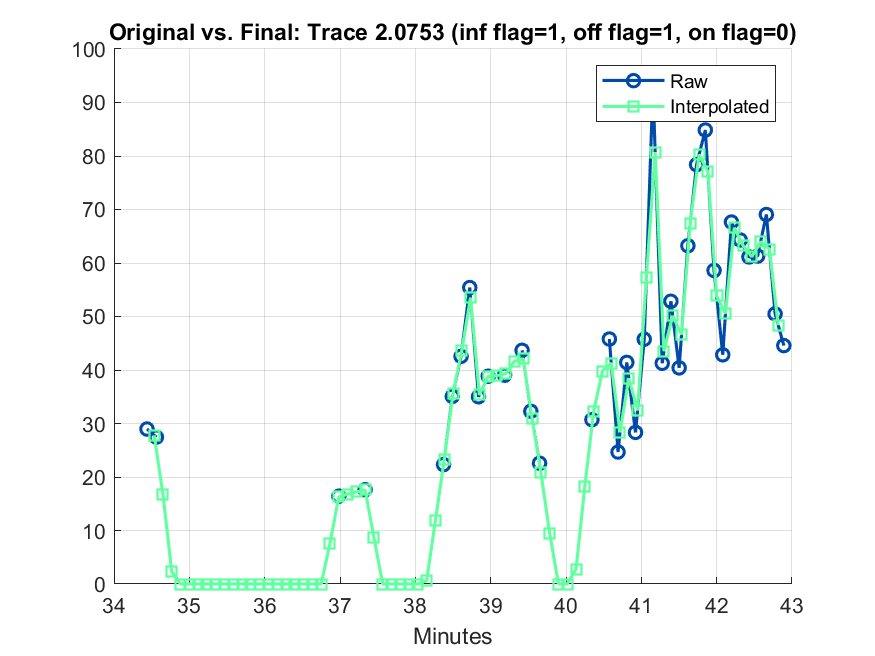 Original vs. Final: Trace 2.0753 (inf flag=1, off flag=1, on flag=0)
100
90
80
70
60
50
40
30
20
10
0
Raw
Interpolated
34 35 36 37 38 39 40 41 42 43
Minutes